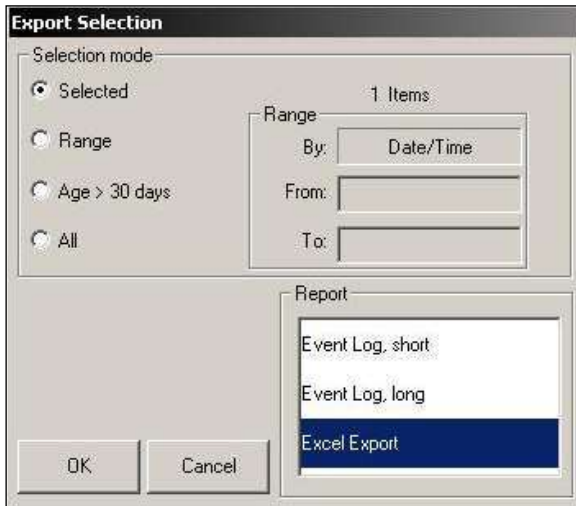 Export Selection
Selection mode
Selected
1 Items
Range
Range
By: Date/Time
Age > 30 days
From:
All
To:
Report
Event Log, short
Event Log, long
Excel Export
OK
Cancel